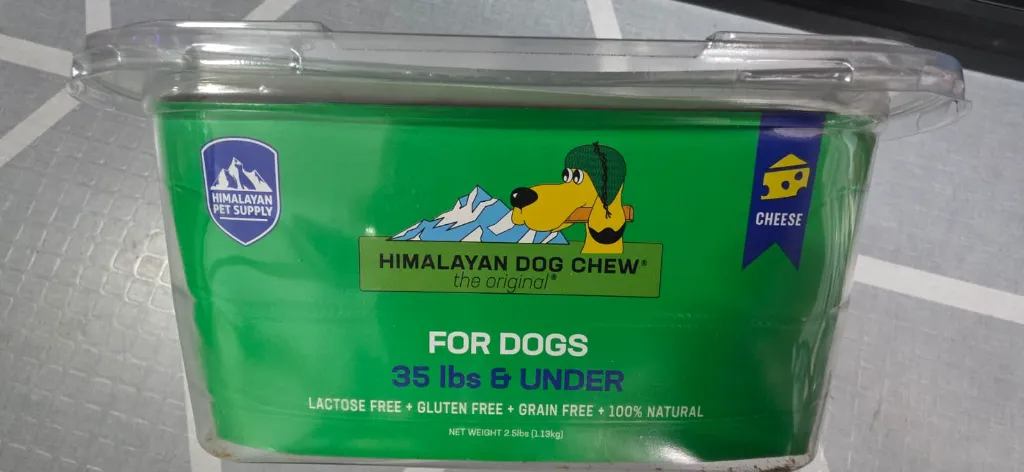 HIMALAYAN
PET SUPPLY
CHEESE
HIMALAYAN DOG CHEW®
the original®
FOR DOGS
35 lbs & UNDER
LACTOSE FREE + GLUTEN FREE + GRAIN FREE + 100% NATURAL
NET WEIGHT 2.5lbs (1.13kg)